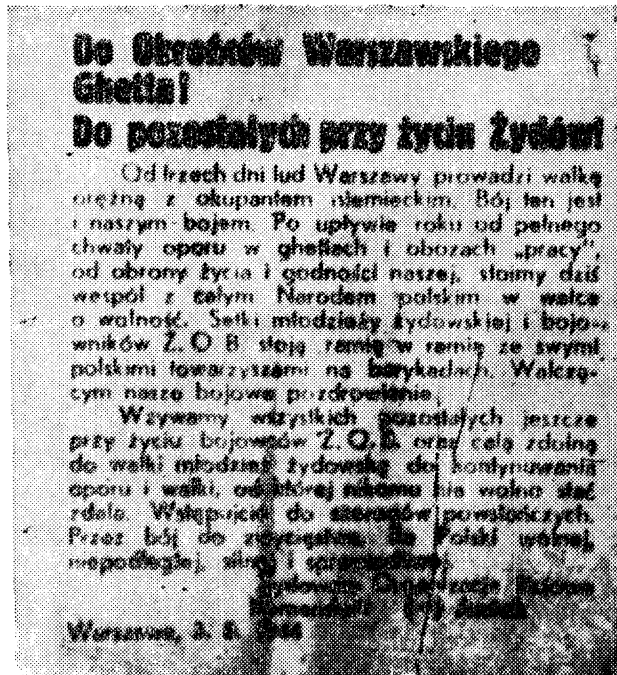 Do Obrońców Warszawskiego
Ghetta!
Do pozostałych przy życiu Żydów!
Od trzech dni lud Warszawy prowadzi walkę
orężną z okupantem niemieckim. Bój ten jest
i naszym bojem. Po upływie roku od pełnego
chwały oporu w ghettach i obozach „pracy”,
od obrony życia i godności naszej, stoimy dziś
wespół z całym Narodem polskim w walce
o wolność. Setki młodzieży żydowskiej i bojo-
wników Ż.O B stoją ramię w ramię ze swymi
polskimi towarzyszami na barykadach. Walczą-
cym nasze bojowe pozdrowienie.
Wzywamy wszystkich pozostałych jeszcze
przy życiu bojowców Ż.O.B. oraz całą zdolną
do walki młodzież żydowską do kontynuowania
oporu i walki, od której nikomu nie wolno stać
zdala. Wstępujcie do szeregów powstańczych.
Przez bój do zwycięstwa, do Polski wolnej,
niepodległej, silnej i sprawiedliwej.
Żydowska Organizacja Bojowa
Komendant (-) Antek
Warszawa, 3. 8. 1944